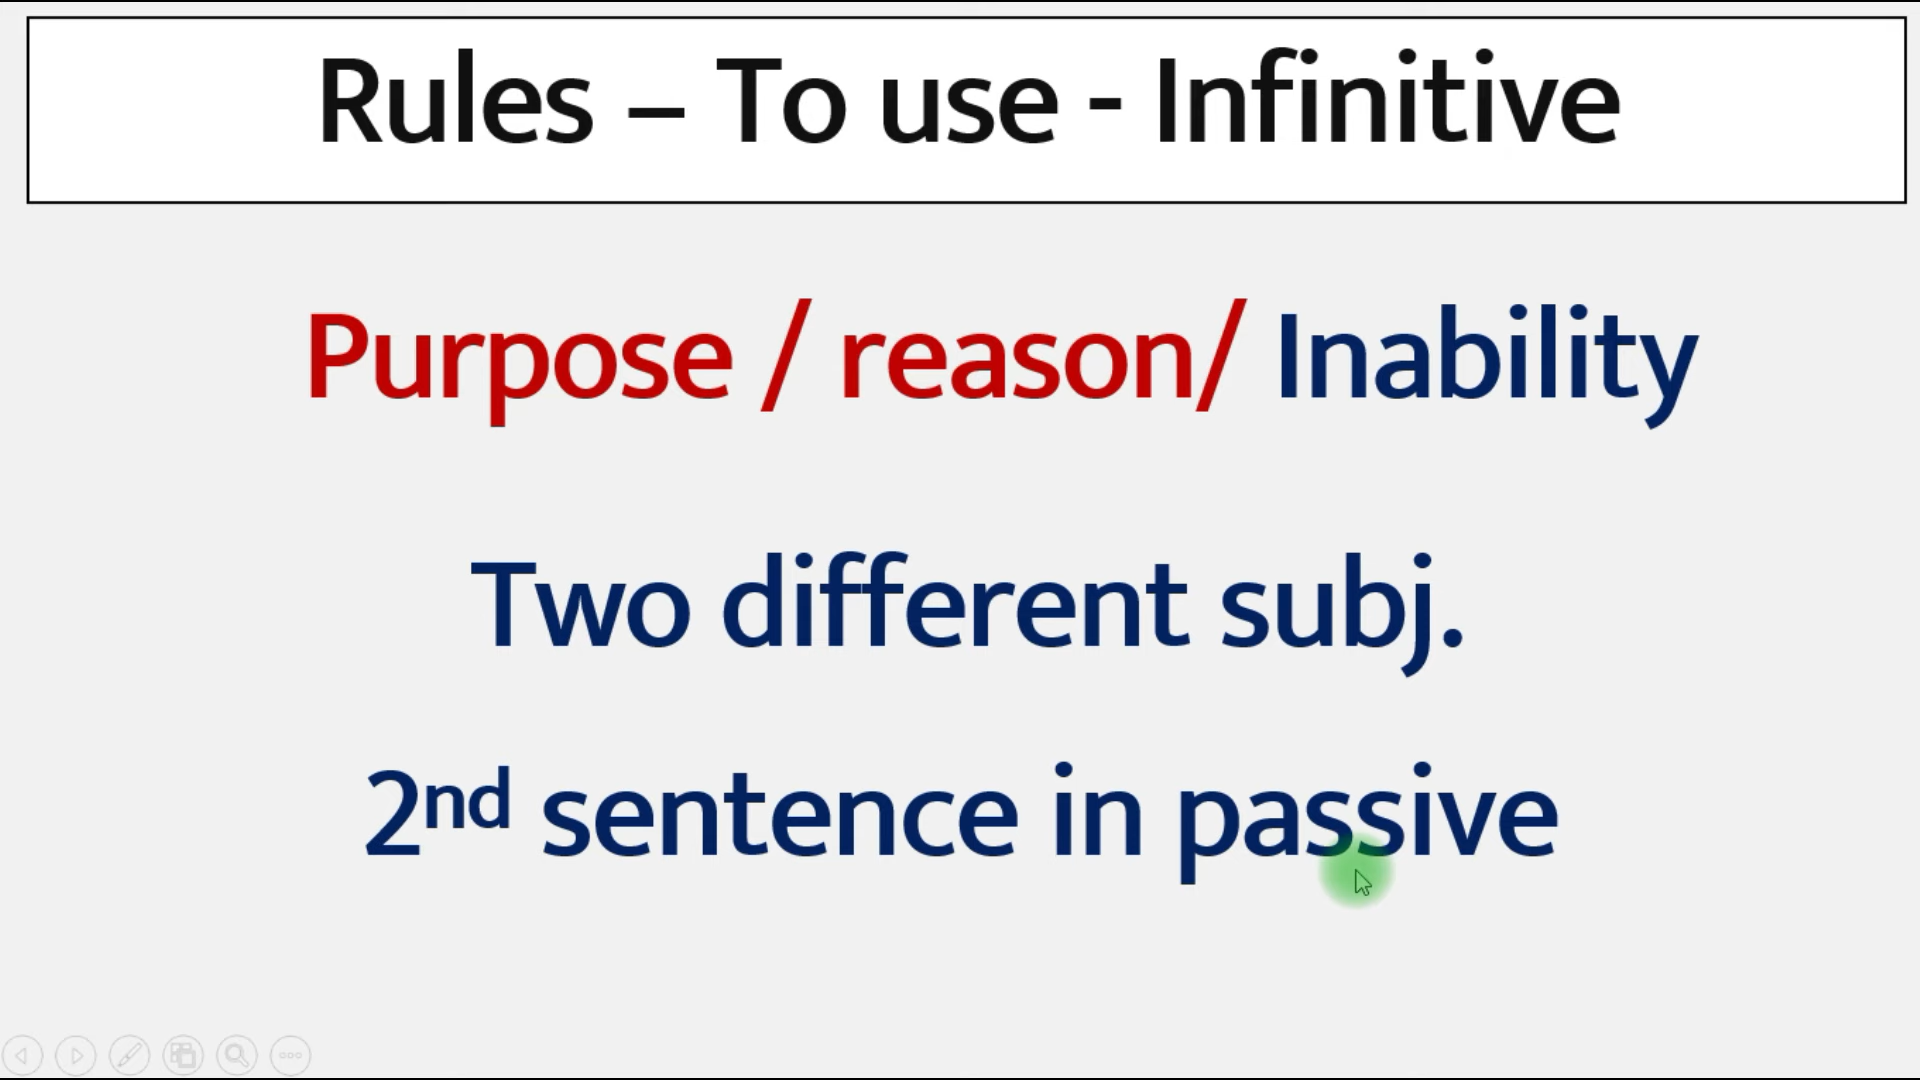 Rules – To use - Infinitive
Purpose / reason/ Inability
Two different subj.
2nd sentence in passive